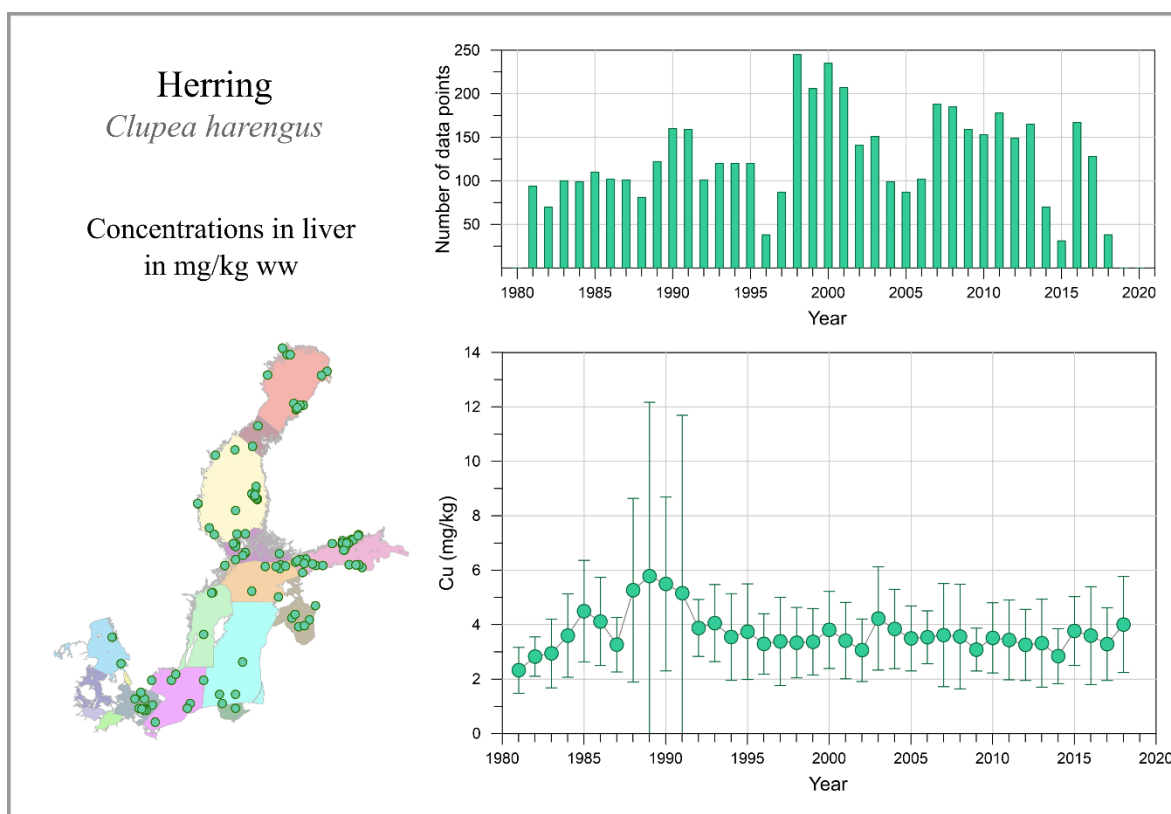 Herring
Clupea harengus
Concentrations in liver
in mg/kg ww
Number of data points
250
200
150
100
50
1980 1985 1990 1995 2000 2005 2010 2015 2020
Year
Cu (mg/kg)
14
12
10
8
6
4
2
0
1980 1985 1990 1995 2000 2005 2010 2015 2020
Year